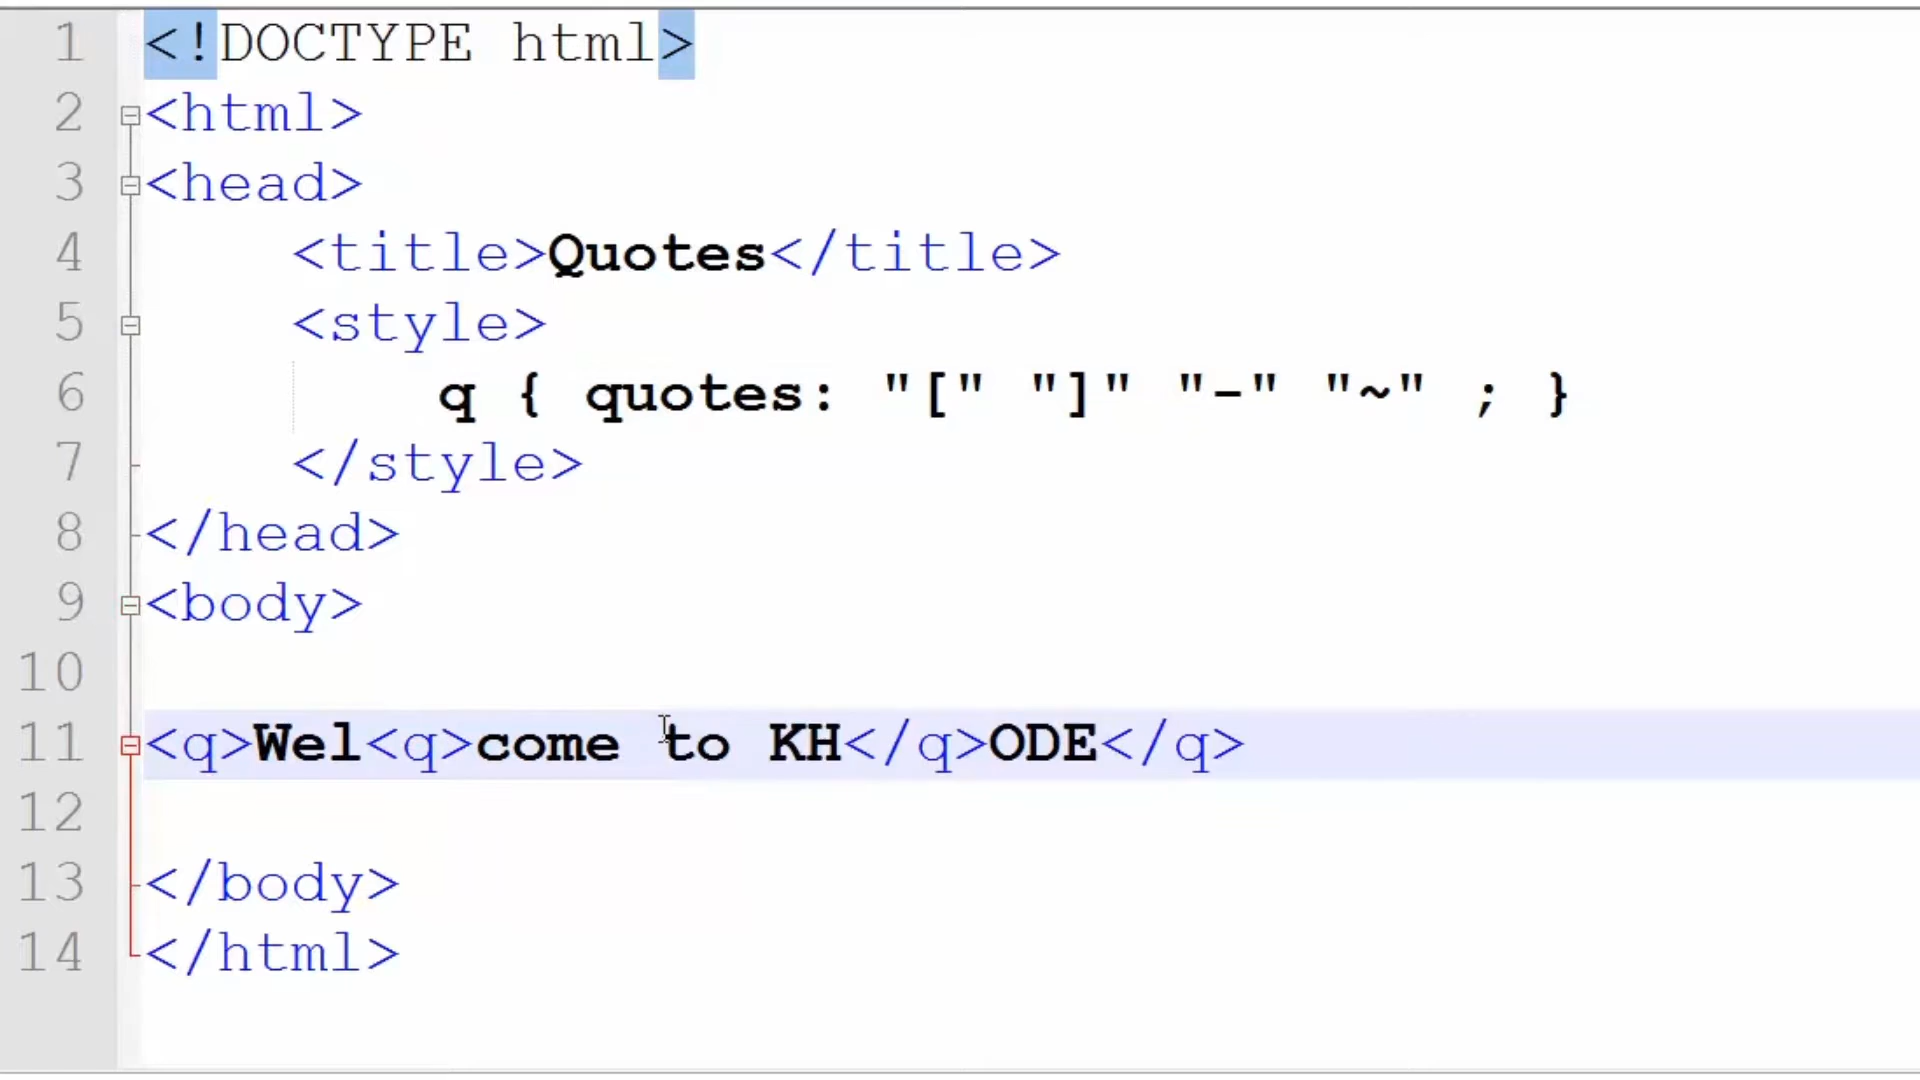 1 <!DOCTYPE html>
2 <html>
3 <head>
4 <title>Quotes</title>
5 <style>
6 q { quotes: "[" "]" "-" "~" ; }
7 </style>
8 </head>
9 <body>
10
11 <q>Wel<q>come to KH</q>ODE</q>
12
13 </body>
14 </html>